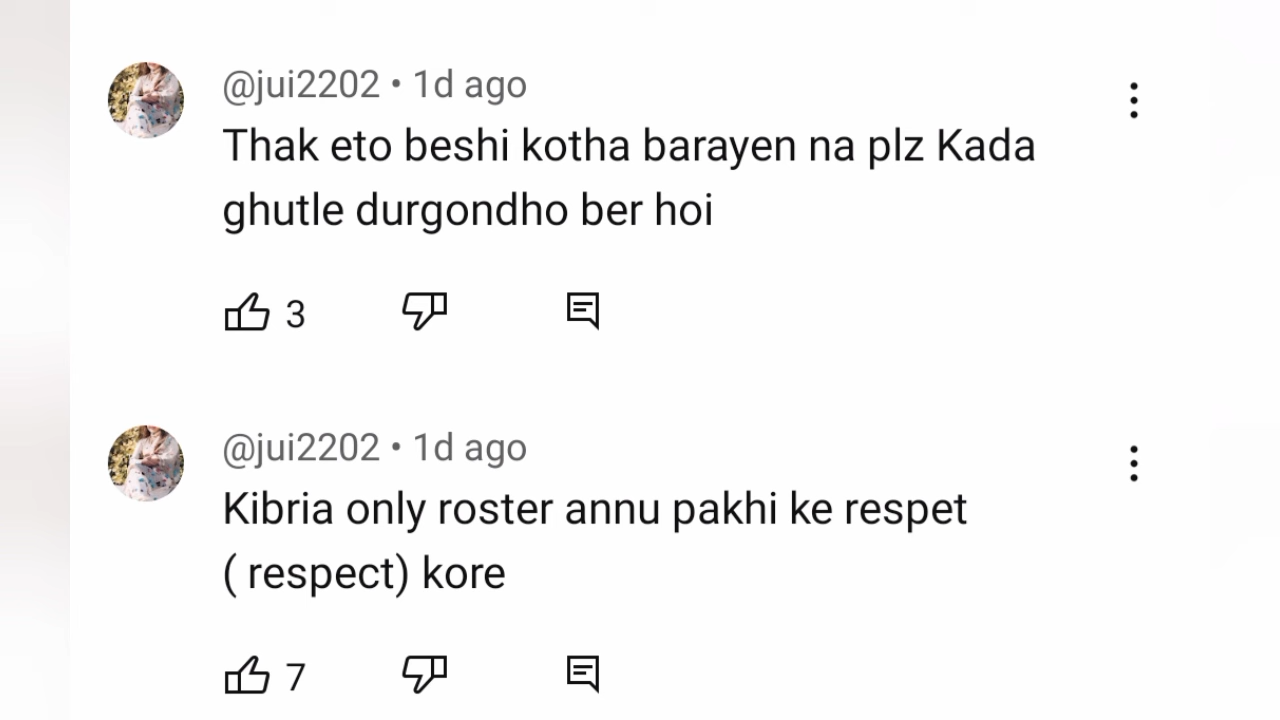 @jui2202 • 1d ago
Thak eto beshi kotha barayen na plz Kada
ghutle durgondho ber hoi
3
@jui2202 • 1d ago
Kibria only roster annu pakhi ke respet
( respect) kore
7